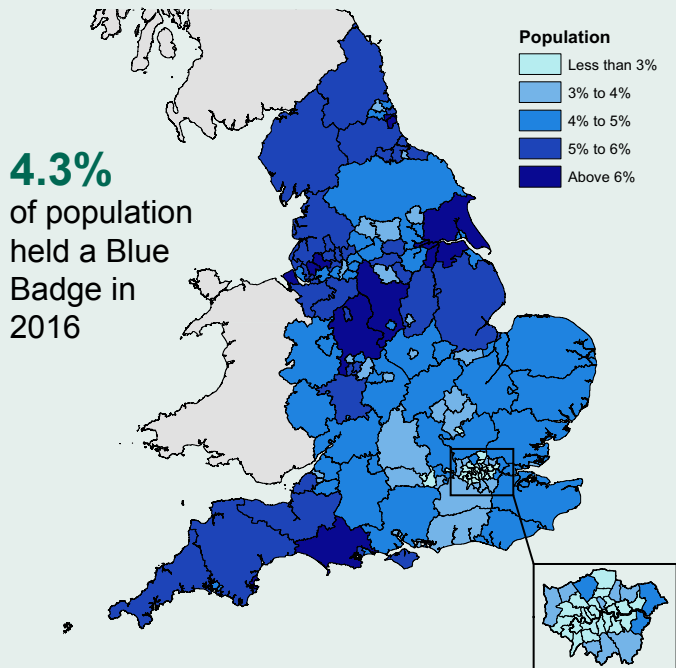 Population
Less than 3%
3% to 4%
4% to 5%
5% to 6%
Above 6%
4.3%
of population
held a Blue
Badge in
2016